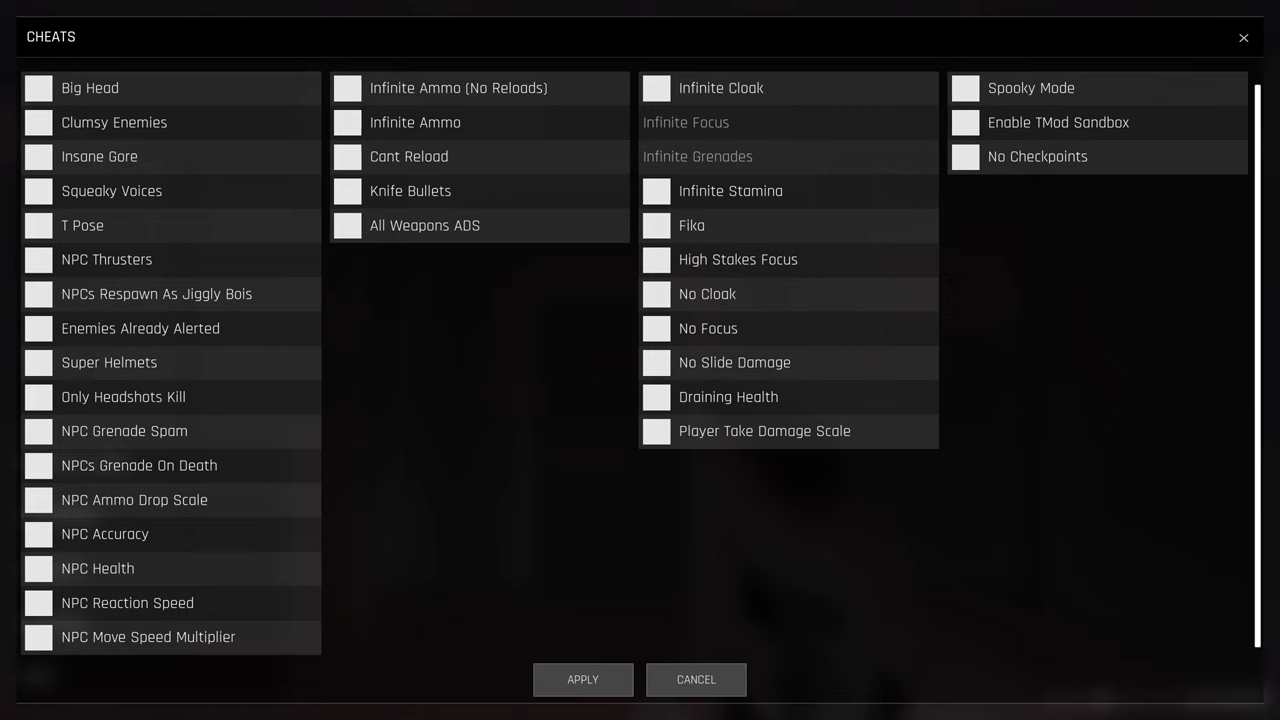 CHEATS
Big Head
Clumsy Enemies
Insane Gore
Squeaky Voices
T Pose
NPC Thrusters
NPCs Respawn As Jiggly Bois
Enemies Already Alerted
Super Helmets
Only Headshots Kill
NPC Grenade Spam
NPCs Grenade On Death
NPC Ammo Drop Scale
NPC Accuracy
NPC Health
NPC Reaction Speed
NPC Move Speed Multiplier
Infinite Ammo (No Reloads)
Infinite Ammo
Cant Reload
Knife Bullets
All Weapons ADS
Infinite Cloak
Infinite Focus
Infinite Grenades
Infinite Stamina
Fika
High Stakes Focus
No Cloak
No Focus
No Slide Damage
Draining Health
Player Take Damage Scale
Spooky Mode
Enable TMod Sandbox
No Checkpoints
APPLY
CANCEL